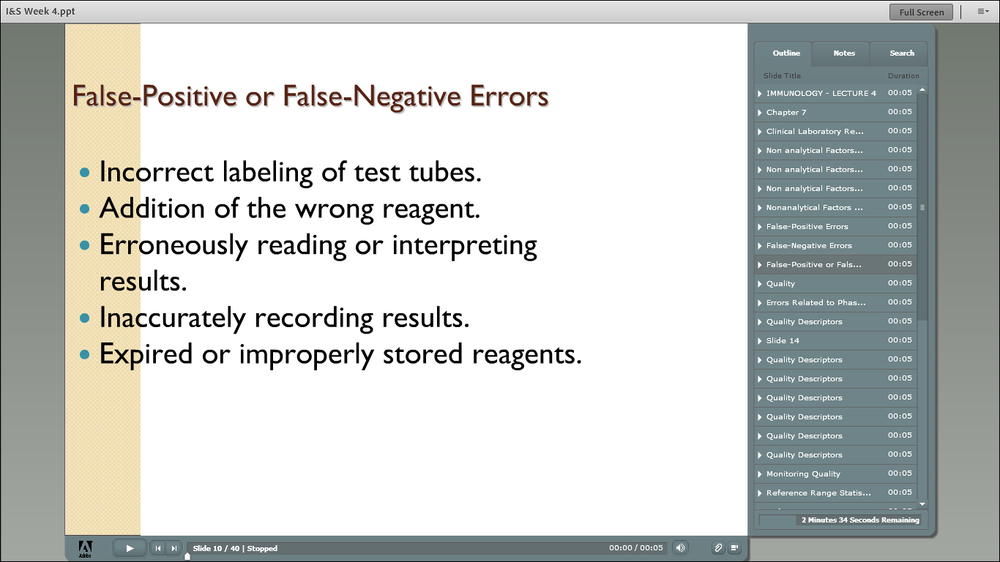 I&S Week 4.ppt
Full Screen
False-Positive or False-Negative Errors
Incorrect labeling of test tubes.
Addition of the wrong reagent.
Erroneously reading or interpreting
results.
Inaccurately recording results.
Expired or improperly stored reagents.
Outline Notes Search
Slide Title Duration
IMMUNOLOGY - LECTURE 4 00:05
Chapter 7 00:05
Clinical Laboratory Re... 00:05
Non analytical Factors... 00:05
Non analytical Factors... 00:05
Non analytical Factors... 00:05
Nonanalytical Factors ... 00:05
False-Positive Errors 00:05
False-Negative Errors 00:05
False-Positive or Fals... 00:05
Quality 00:05
Errors Related to Phas... 00:05
Quality Descriptors 00:05
Slide 14 00:05
Quality Descriptors 00:05
Quality Descriptors 00:05
Quality Descriptors 00:05
Quality Descriptors 00:05
Quality Descriptors 00:05
Quality Descriptors 00:05
Monitoring Quality 00:05
Reference Range Statis... 00:05
2 Minutes 34 Seconds Remaining
Adobe
Slide 10 / 40 | Stopped 00:00 / 00:05